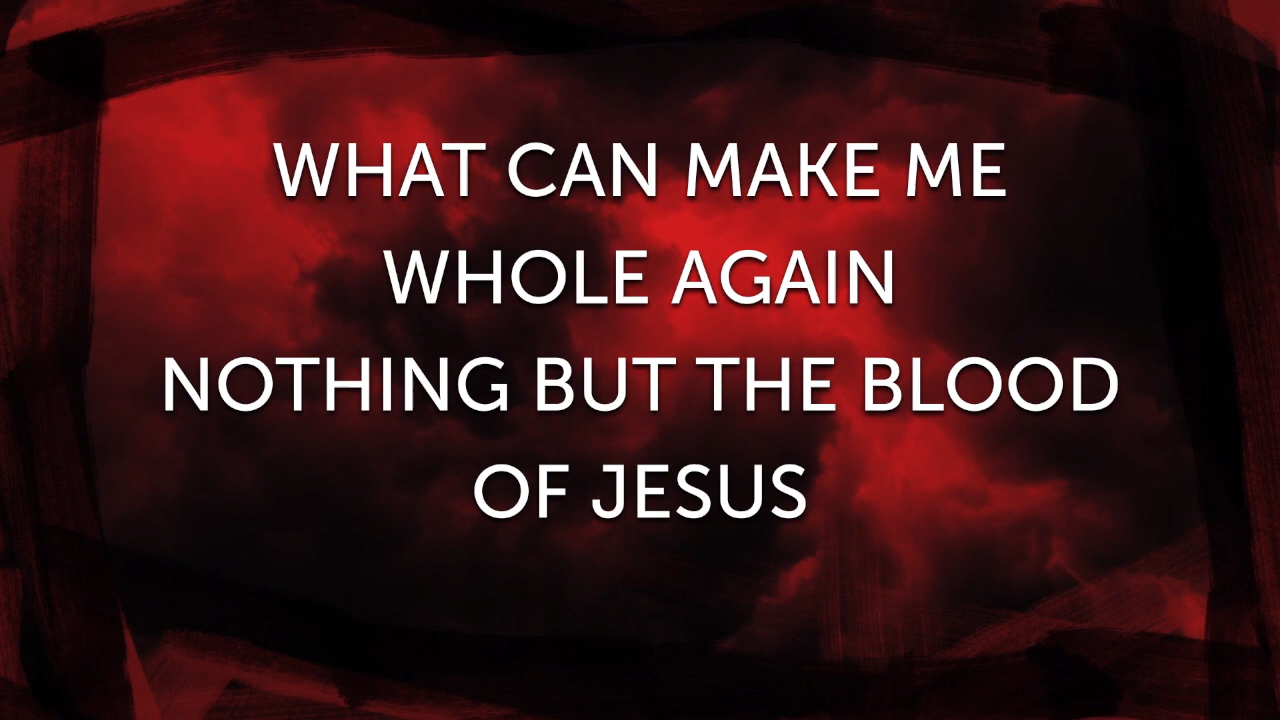 WHAT CAN MAKE ME
WHOLE AGAIN
NOTHING BUT THE BLOOD
OF JESUS